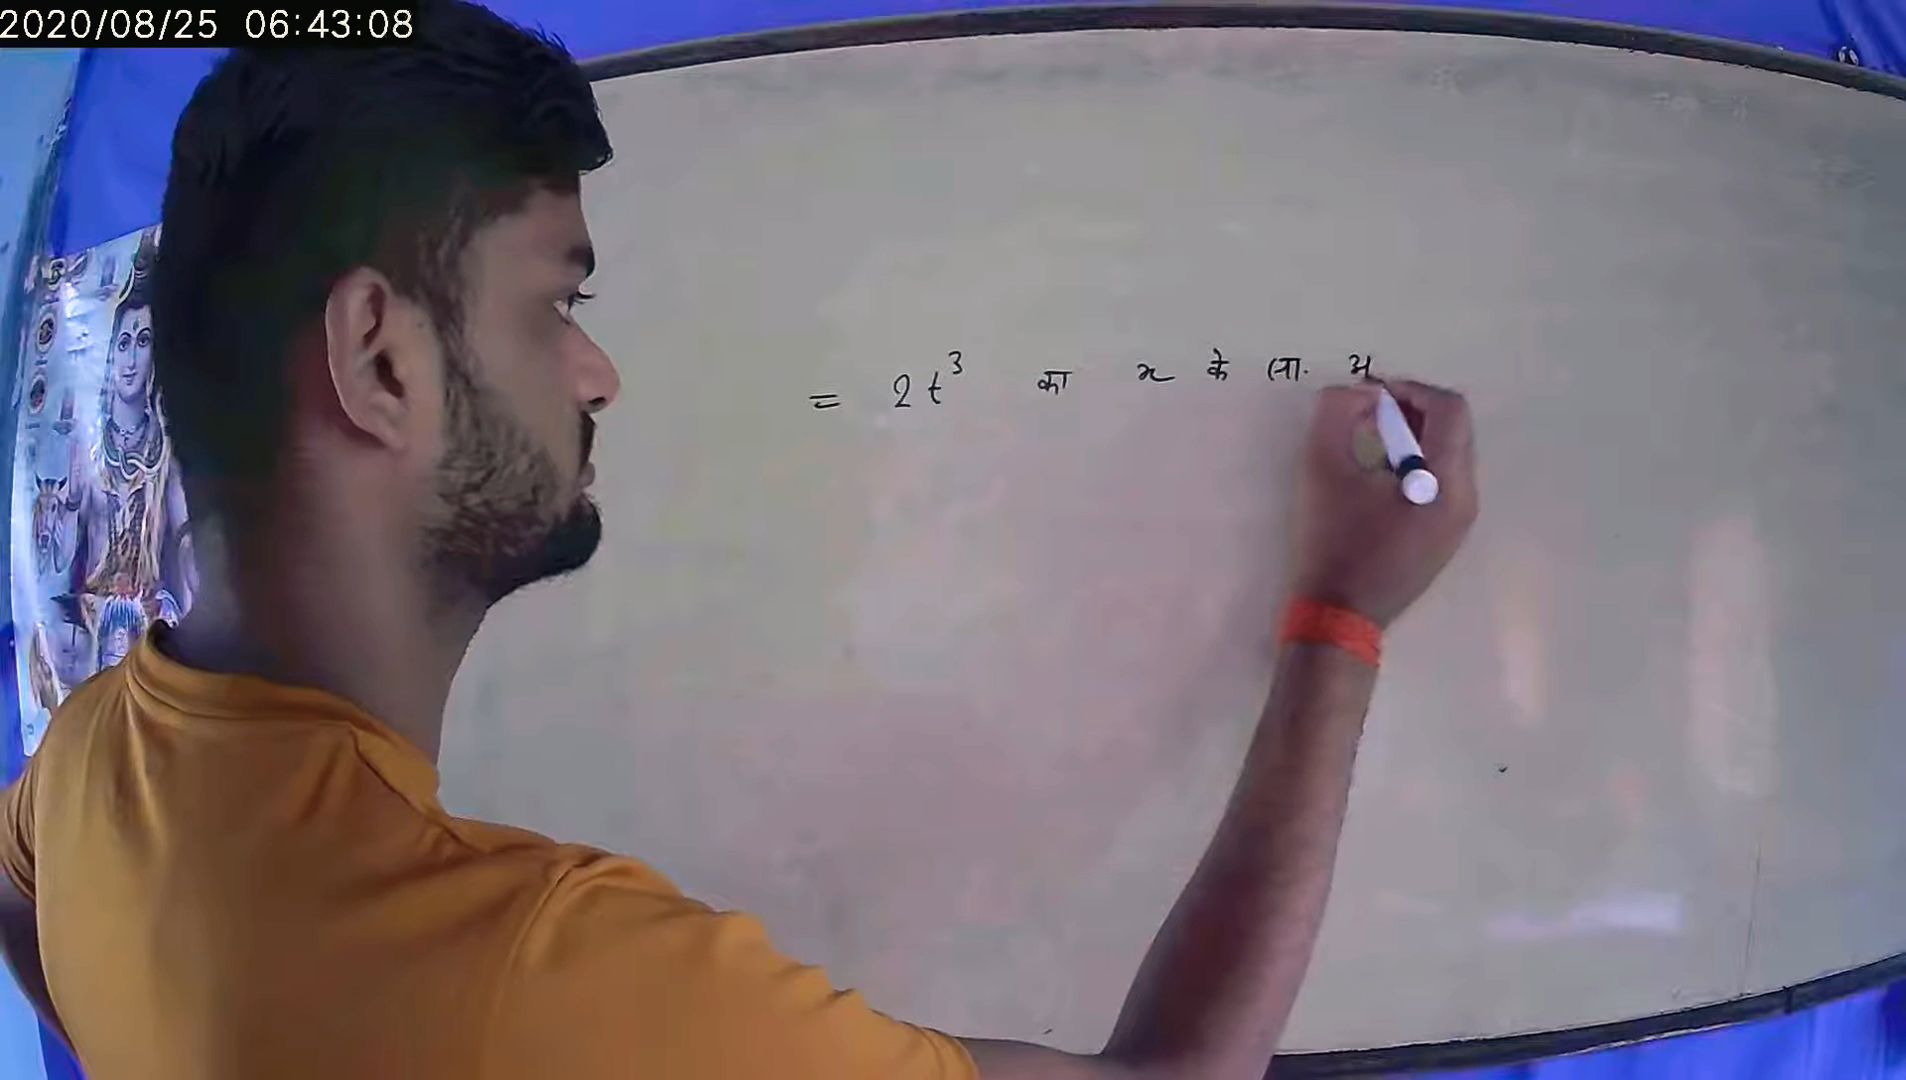 2020/08/25 06:43:08
= 2t³ का x के सा. अ